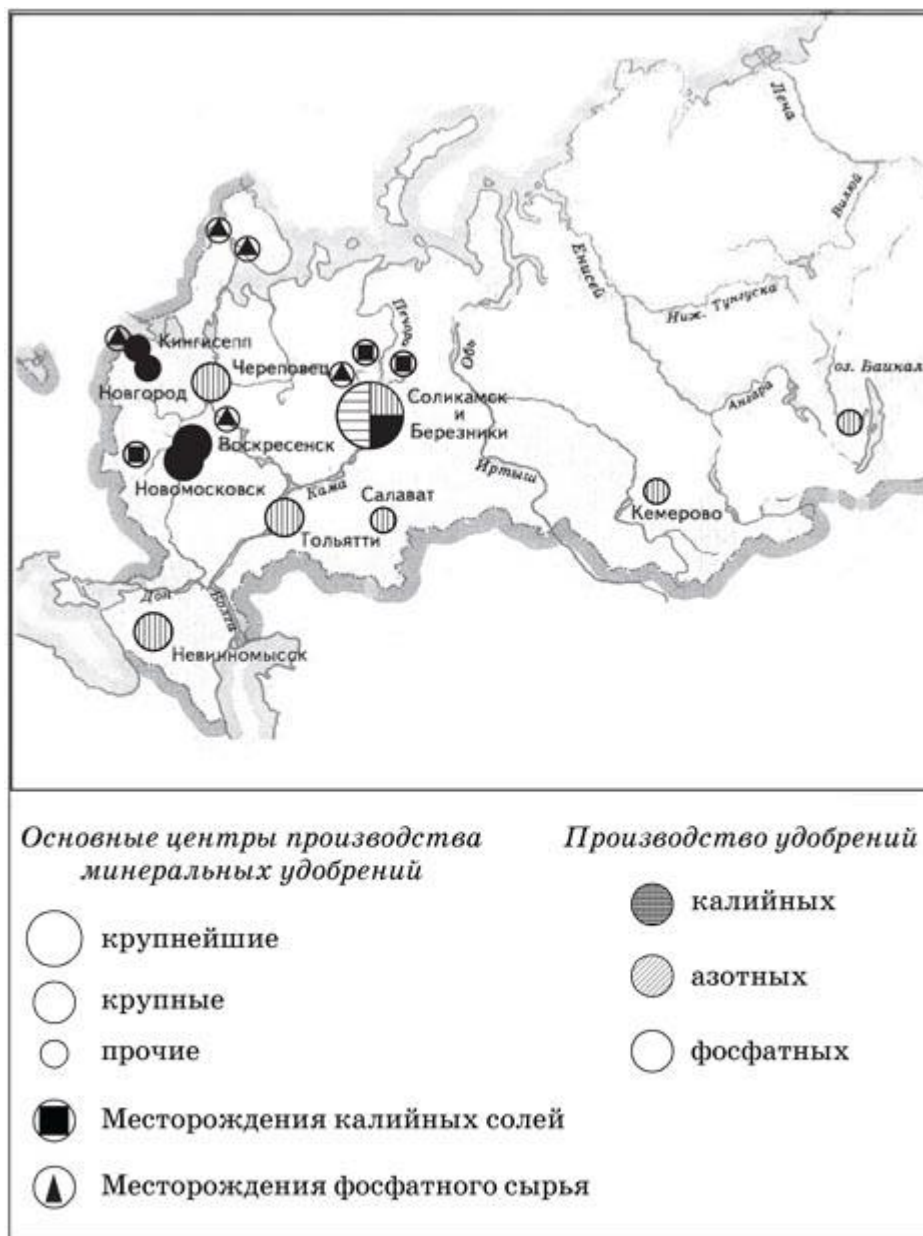 Лена
Вилюй
Енисей
Ниж. Тунгуска
Печора
Обь
Кингисепп
Череповец
оз. Байкал
Ангара
Новгород
Соликамск
и
Березники
Воскресенск
Иртыш
Новомосковск
Кама
Салават
Кемерово
Тольятти
Дон
Волга
Невинномысск
Основные центры производства
минеральных удобрений
крупнейшие
крупные
прочие
Месторождения калийных солей
Месторождения фосфатного сырья
Производство удобрений
калийных
азотных
фосфатных